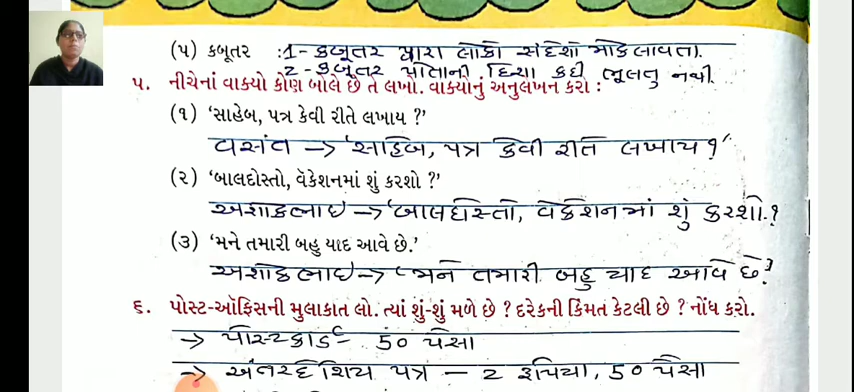 (૫) કબૂતર : 1 - કબૂતર દ્વારા લોકો સંદેશો મોકલાવતા.
2 - કબૂતર પોતાની દિશા કદી ભૂલતુ નથી.
૫. નીચેનાં વાક્યો કોણ બોલે છે તે લખો. વાક્યોનું અનુલેખન કરો :
(૧) ‘સાહેબ, પત્ર કેવી રીતે લખાય ?’
વસંત → ‘સાહેબ, પત્ર કેવી રીતે લખાય ?’
(૨) ‘બાલદોસ્તો, વૅકેશનમાં શું કરશો ?’
અશોકભાઇ → ‘બાલદોસ્તો, વેકેશનમાં શું કરશો.?
(૩) ‘મને તમારી બહુ યાદ આવે છે.’
અશોકભાઇ → ‘મને તમારી બહુ યાદ આવે છે.’
૬. પોસ્ટ-ઑફિસની મુલાકાત લો. ત્યાં શું-શું મળે છે ? દરેકની કિંમત કેટલી છે ? નોંધ કરો.
→ પોસ્ટકાર્ડ - 50 પૈસા
→ અંતરદેશિય પત્ર - 2 રૂપિયા, 50 પૈસા